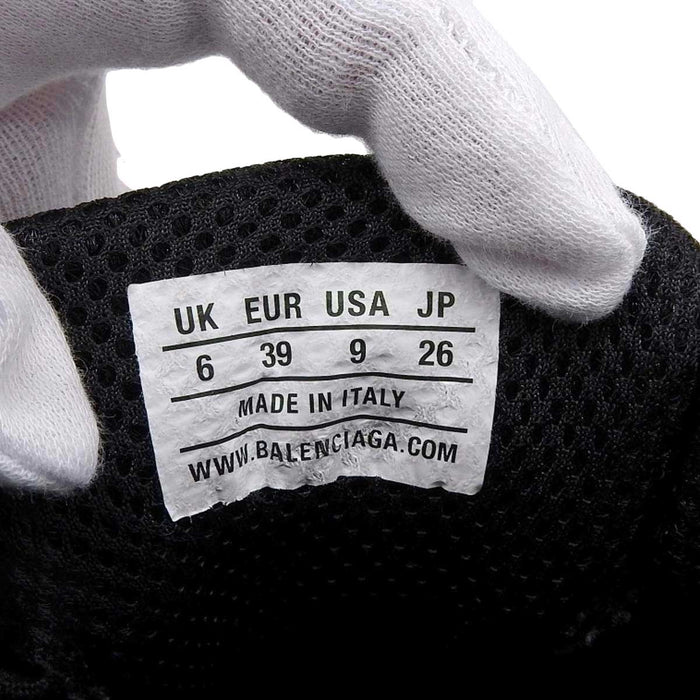 UK EUR USA JP
6 39 9 26
MADE IN ITALY
WWW.BALENCIAGA.COM